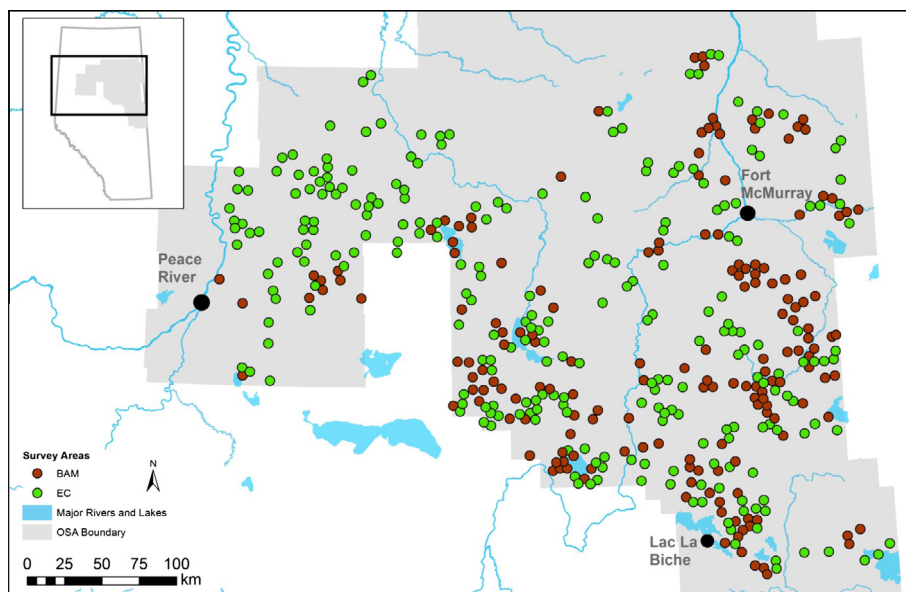 Fort
McMurray
Peace
River
Survey Areas
N
BAM
EC
Major Rivers and Lakes
OSA Boundary
0 25 50 75 100
km
Lac La
Biche